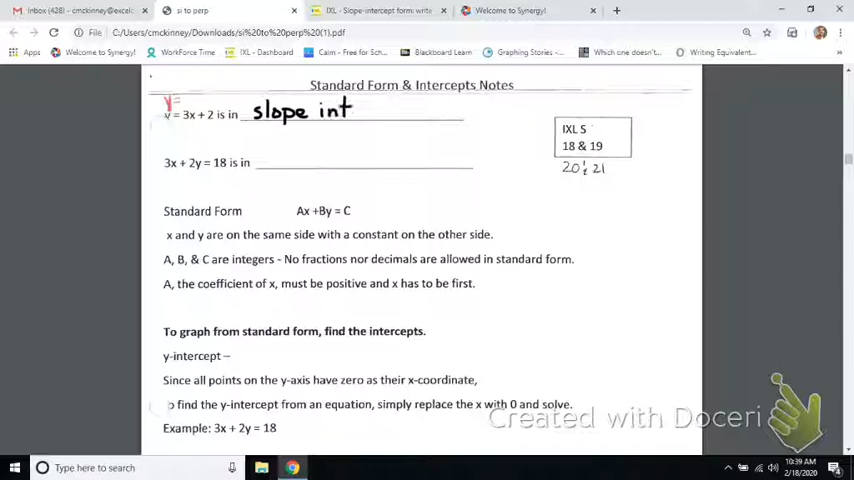 Inbox (428) - cmckinney@excelc
si to perp
IXL - Slope-intercept form: write
Welcome to Synergy!
File
C:/Users/cmckinney/Downloads/si%20to%20perp%20(1).pdf
Apps
Welcome to Synergy!
WorkForce Time
IXL - Dashboard
Calm - Free for School...
Blackboard Learn
Graphing Stories -...
Which one doesn't...
Writing Equivalent...
Standard Form & Intercepts Notes
y=
y = 3x + 2 is in slope int
IXL S
18 & 19
20 & 21
3x + 2y = 18 is in
Standard Form Ax +By = C
x and y are on the same side with a constant on the other side.
A, B, & C are integers - No fractions nor decimals are allowed in standard form.
A, the coefficient of x, must be positive and x has to be first.
To graph from standard form, find the intercepts.
y-intercept –
Since all points on the y-axis have zero as their x-coordinate,
o find the y-intercept from an equation, simply replace the x with 0 and solve.
Created with Doceri
Example: 3x + 2y = 18
Type here to search
10:39 AM
2/18/2020